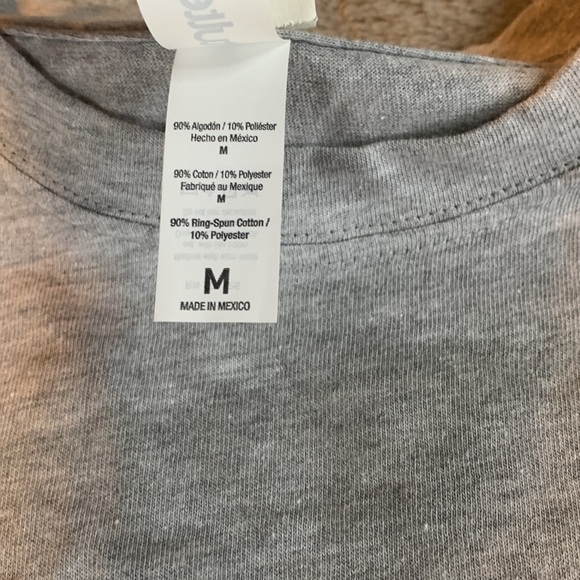 90% Algodón / 10% Poliéster
Hecho en México
M
90% Coton / 10% Polyester
Fabriqué au Mexique
M
90% Ring-Spun Cotton /
10% Polyester
M
MADE IN MEXICO